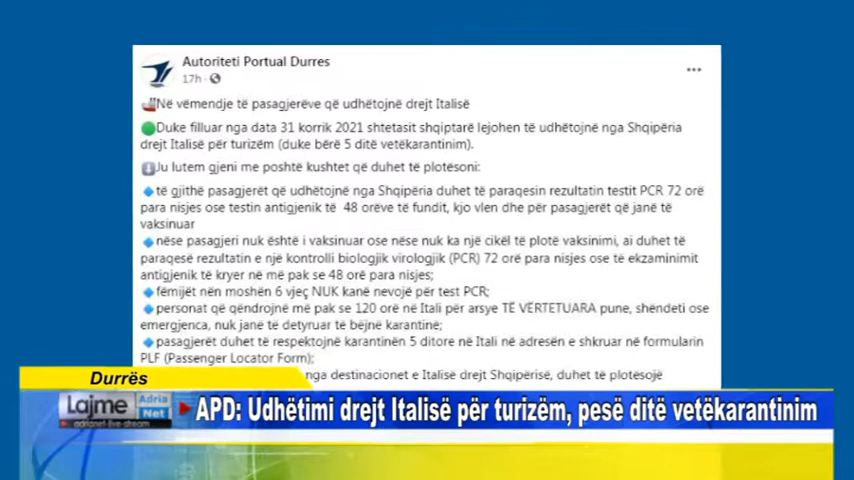 Autoriteti Portual Durres
17h
Në vëmendje të pasagjerëve që udhëtojnë drejt Italisë
Duke filluar nga data 31 korrik 2021 shtetasit shqiptarë lejohen të udhëtojnë nga Shqipëria
drejt Italisë për turizëm (duke bërë 5 ditë vetëkarantinim).
Ju lutem gjeni me poshtë kushtet që duhet të plotësoni:
të gjithë pasagjerët që udhëtojnë nga Shqipëria duhet të paraqesin rezultatin testit PCR 72 orë
para nisjes ose testin antigjenik të 48 orëve të fundit, kjo vlen dhe për pasagjerët që janë të
vaksinuar
nëse pasagjeri nuk është i vaksinuar ose nëse nuk ka një cikël të plotë vaksinimi, ai duhet të
paraqesë rezultatin e një kontrolli biologjik virologjik (PCR) 72 orë para nisjes ose të ekzaminimit
antigjenik të kryer në më pak se 48 orë para nisjes;
fëmijët nën moshën 6 vjeç NUK kanë nevojë për test PCR;
personat që qëndrojnë më pak se 120 orë në Itali për arsye TË VËRTETUARA pune, shëndeti ose
emergjenca, nuk janë të detyruar të bëjnë karantinë;
pasagjerët duhet të respektojnë karantinën 5 ditore në Itali në adresën e shkruar në formularin
PLF (Passenger Locator Form);
nga destinacionet e Italisë drejt Shqipërisë, duhet të plotësojë
Durrës
Lajme
Adria
Net
adrianet-live-stream
APD: Udhëtimi drejt Italisë për turizëm, pesë ditë vetëkarantinim